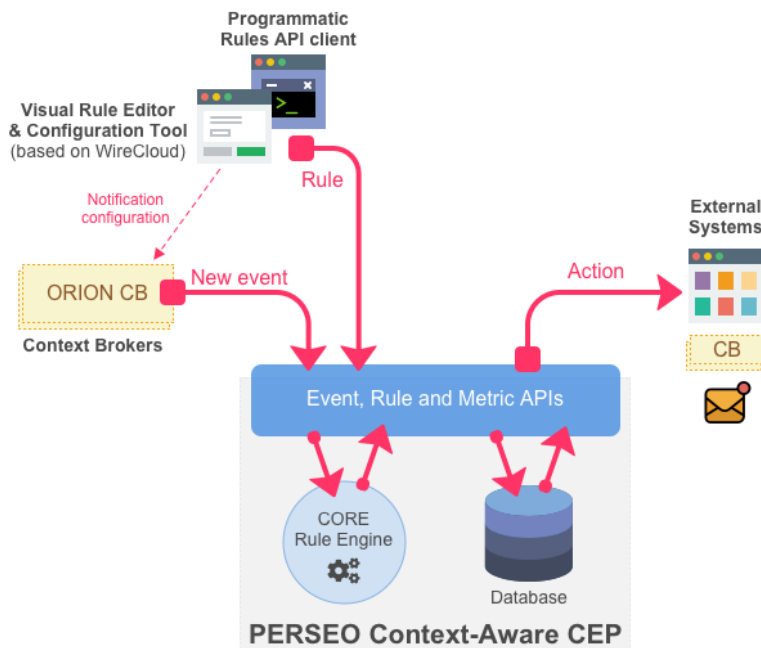 Programmatic
Rules API client
>_
Visual Rule Editor
& Configuration Tool
(based on WireCloud)
Rule
Notification
configuration
External
Systems
New event
Action
ORION CB
Context Brokers
CB
Event, Rule and Metric APIs
CORE
Rule Engine
Database
PERSEO Context-Aware CEP